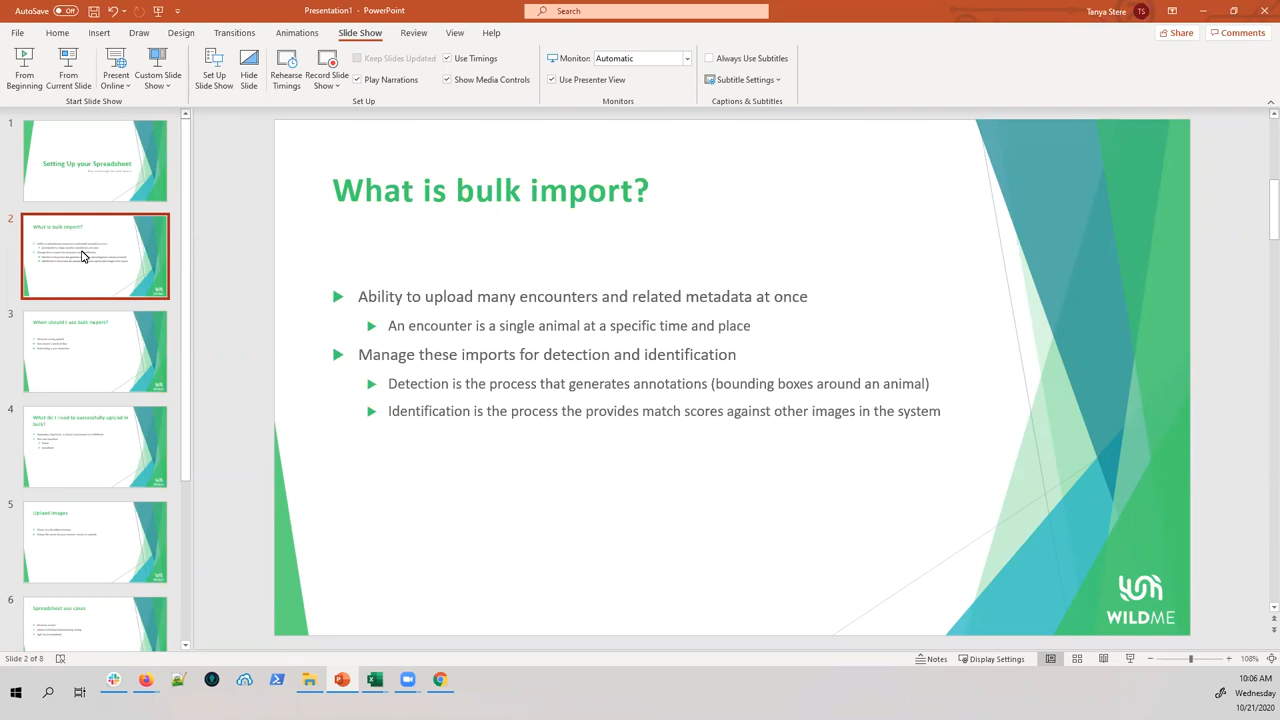 AutoSave Off
Presentation1 - PowerPoint
Search
Tanya Stere TS
File Home Insert Draw Design Transitions Animations Slide Show Review View Help
Share Comments
From Beginning
From Current Slide
Present Online
Custom Slide Show
Set Up Slide Show
Hide Slide
Rehearse Timings
Record Slide Show
Keep Slides Updated
Play Narrations
Use Timings
Show Media Controls
Monitor: Automatic
Use Presenter View
Always Use Subtitles
Subtitle Settings
Start Slide Show
Set Up
Monitors
Captions & Subtitles
1
Setting Up your Spreadsheet
2
What is bulk import?
3
When should I use bulk import?
4
What do I need to successfully upload in bulk?
5
Upload images
6
Spreadsheet use cases
What is bulk import?
Ability to upload many encounters and related metadata at once
An encounter is a single animal at a specific time and place
Manage these imports for detection and identification
Detection is the process that generates annotations (bounding boxes around an animal)
Identification is the process the provides match scores against other images in the system
WILDME
Slide 2 of 8
Notes
Display Settings
108%
10:06 AM
Wednesday
10/21/2020